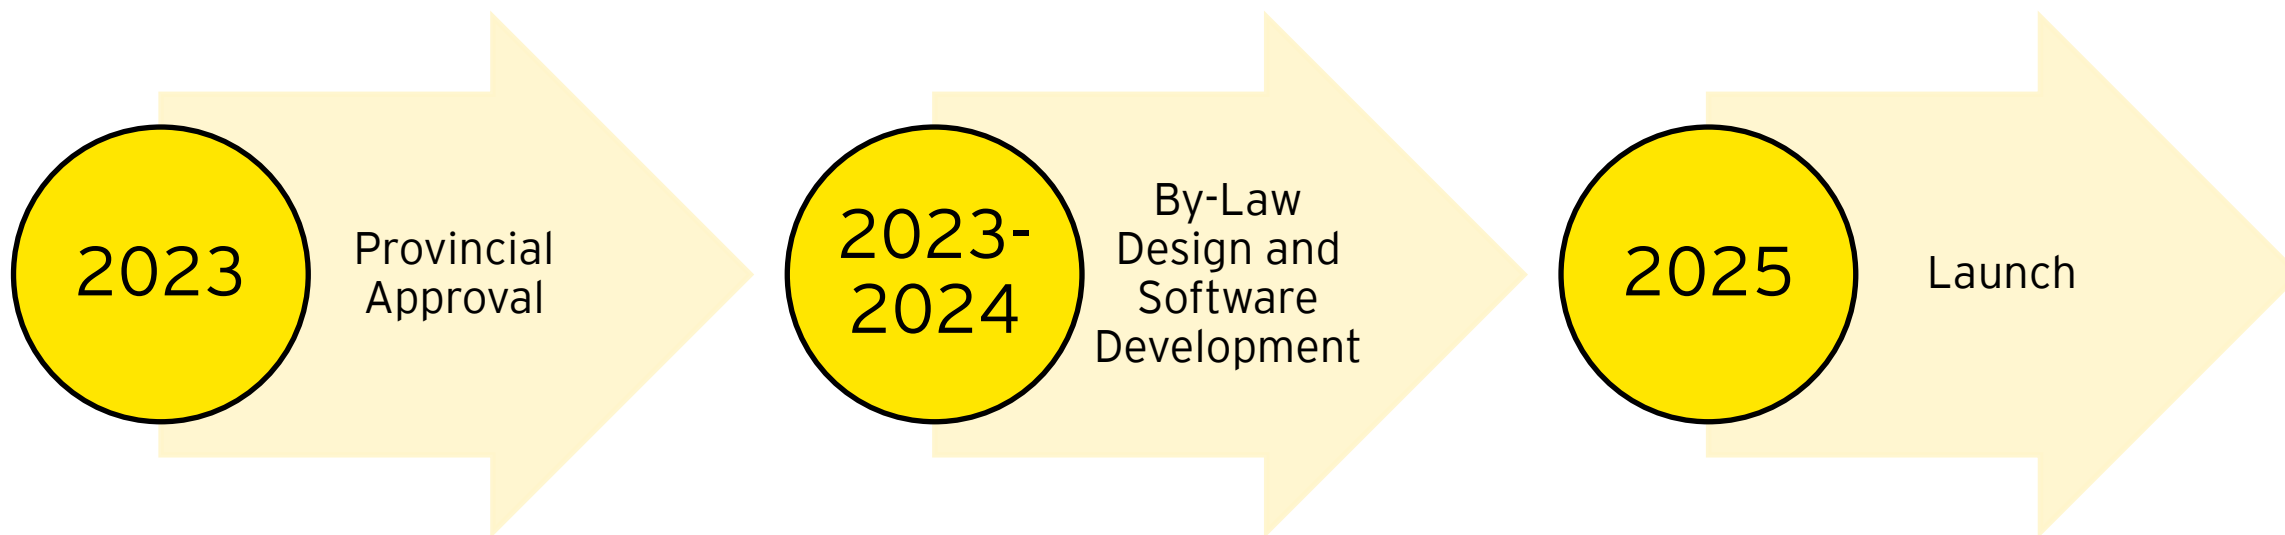 2023
Provincial
Approval
2023-
2024
By-Law
Design and
Software
Development
2025
Launch